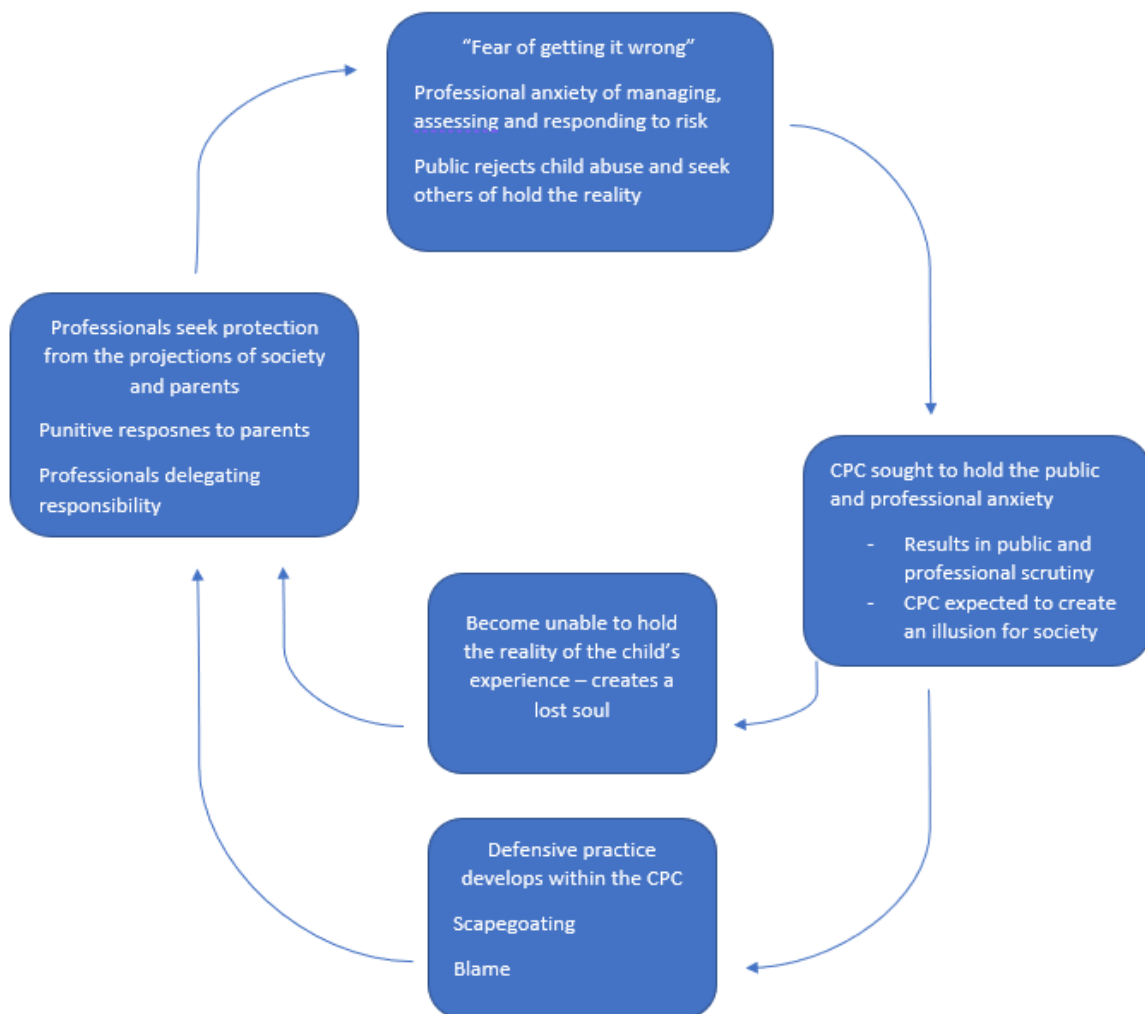 “Fear of getting it wrong”
Professional anxiety of managing,
assessing and responding to risk
Public rejects child abuse and seek
others of hold the reality
Professionals seek protection
from the projections of society
and parents
Punitive resposnes to parents
Professionals delegating
responsibility
CPC sought to hold the public
and professional anxiety
- Results in public and
professional scrutiny
- CPC expected to create
an illusion for society
Become unable to hold
the reality of the child’s
experience – creates a
lost soul
Defensive practice
develops within the CPC
Scapegoating
Blame